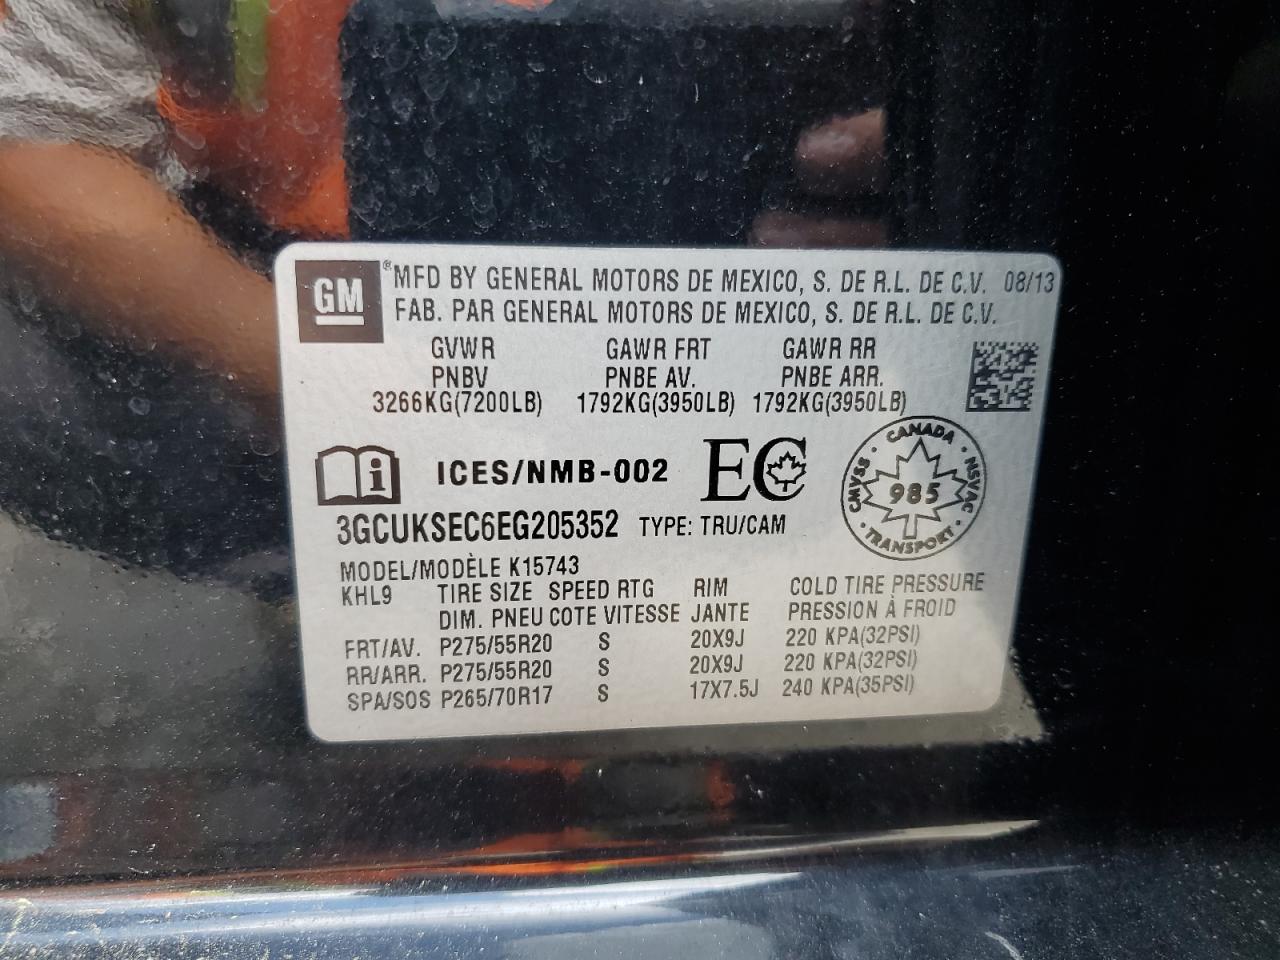 GM ® MFD BY GENERAL MOTORS DE MEXICO, S. DE R.L. DE C.V. 08/13
FAB. PAR GENERAL MOTORS DE MEXICO, S. DE R.L. DE C.V.
GVWR GAWR FRT GAWR RR
PNBV PNBE AV. PNBE ARR.
3266KG(7200LB) 1792KG(3950LB) 1792KG(3950LB)
i ICES/NMB-002 EC
CANADA
CMVSS 985 NSVAC
TRANSPORT
3GCUKSEC6EG205352 TYPE: TRU/CAM
MODEL/MODÈLE K15743
KHL9 TIRE SIZE SPEED RTG RIM COLD TIRE PRESSURE
DIM. PNEU COTE VITESSE JANTE PRESSION À FROID
FRT/AV. P275/55R20 S 20X9J 220 KPA(32PSI)
RR/ARR. P275/55R20 S 20X9J 220 KPA(32PSI)
SPA/SOS P265/70R17 S 17X7.5J 240 KPA(35PSI)